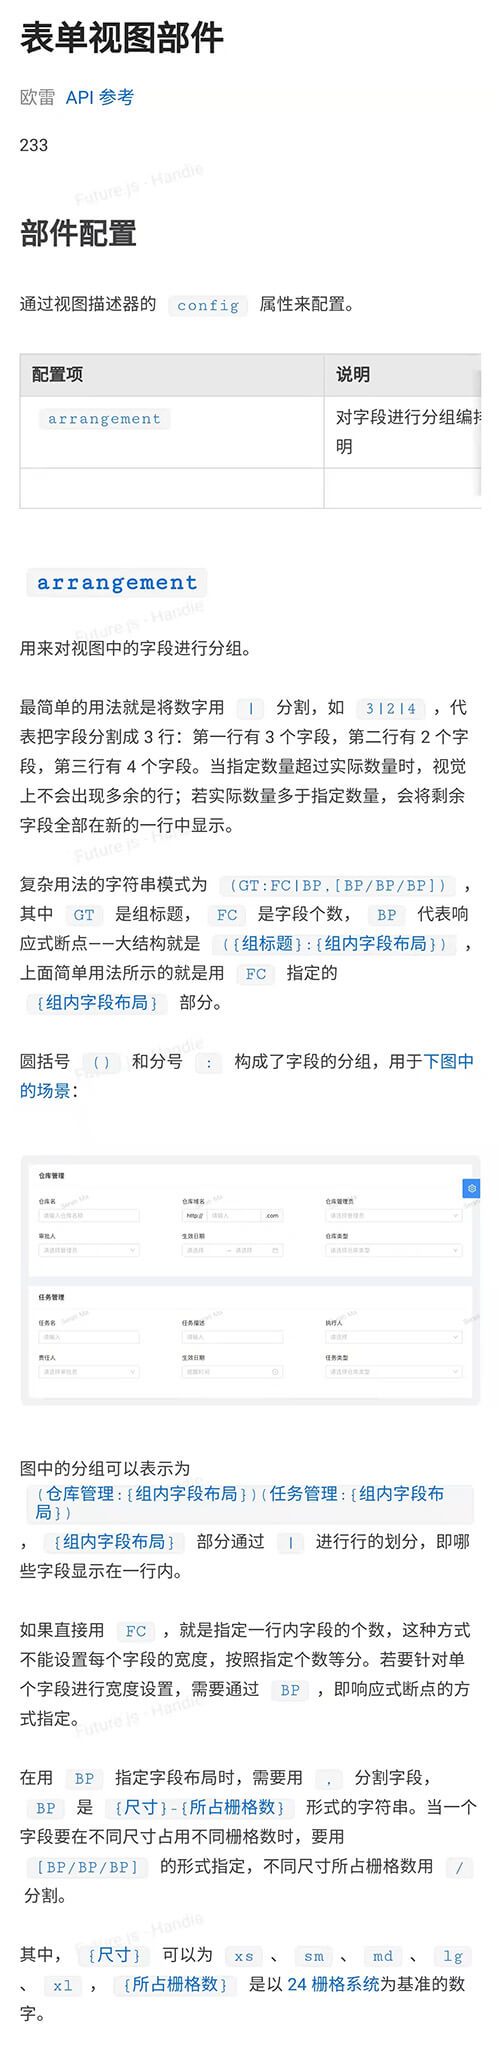 表单视图部件
欧雷 API 参考
233
Future.js - Handie
部件配置
通过视图描述器的 config 属性来配置。
配置项 说明
arrangement 对字段进行分组编排
明
arrangement
Future.js - Handie
用来对视图中的字段进行分组。
最简单的用法就是将数字用 | 分割，如 3|2|4 ，代
表把字段分割成 3 行：第一行有 3 个字段，第二行有 2 个字
段，第三行有 4 个字段。当指定数量超过实际数量时，视觉
上不会出现多余的行；若实际数量多于指定数量，会将剩余
字段全部在新的一行中显示。
Future.js - Handie
复杂用法的字符串模式为 (GT:FC|BP,[BP/BP/BP]) ，
其中 GT 是组标题， FC 是字段个数， BP 代表响
应式断点——大结构就是 ({组标题}:{组内字段布局}) ，
上面简单用法所示的就是用 FC 指定的
{组内字段布局} 部分。
Future.js - Handie
圆括号 () 和分号 : 构成了字段的分组，用于下图中
的场景：
仓库管理
仓库名 仓库域名 仓库管理员
请输入仓库名称 http:// 请输入 .com 请选择管理员
审批人 生效日期 仓库类型
请选择管理员 请选择 → 请选择 请选择仓库类型
任务管理
任务名 任务描述 执行人
请输入 请输入 请选择
责任人 生效日期 任务类型
请选择审批员 提醒时间 请选择仓库类型
图中的分组可以表示为
(仓库管理:{组内字段布局})(任务管理:{组内字段布
局})
， {组内字段布局} 部分通过 | 进行行的划分，即哪
些字段显示在一行内。
如果直接用 FC ，就是指定一行内字段的个数，这种方式
不能设置每个字段的宽度，按照指定个数等分。若要针对单
个字段进行宽度设置，需要通过 BP ，即响应式断点的方
式指定。
Future.js - Handie
在用 BP 指定字段布局时，需要用 , 分割字段，
BP 是 {尺寸}-{所占栅格数} 形式的字符串。当一个
字段要在不同尺寸占用不同栅格数时，要用
[BP/BP/BP] 的形式指定，不同尺寸所占栅格数用 /
分割。
Future.js - Handie
其中， {尺寸} 可以为 xs 、 sm 、 md 、 lg
、 xl ， {所占栅格数} 是以 24 栅格系统为基准的数
字。